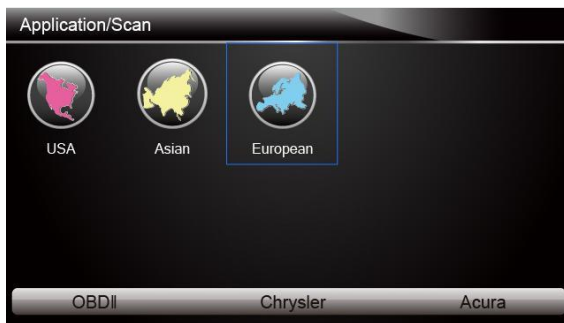 Application/Scan
USA Asian European
OBDII Chrysler Acura